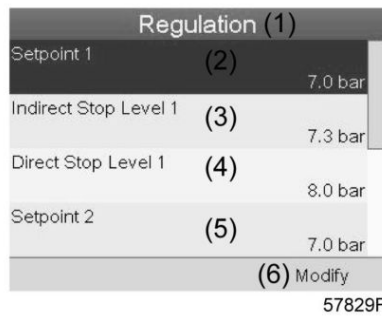 Regulation (1)
Setpoint 1
(2)
7.0 bar
Indirect Stop Level 1
(3)
7.3 bar
Direct Stop Level 1
(4)
8.0 bar
Setpoint 2
(5)
7.0 bar
(6) Modify
57829F